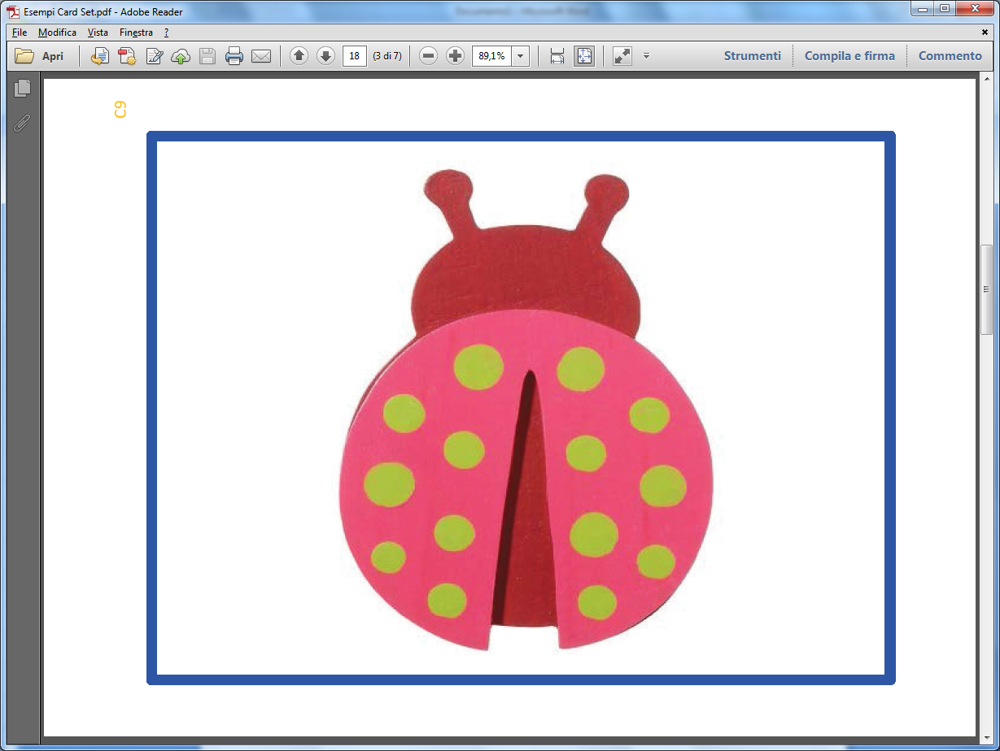 Esempi Card Set.pdf - Adobe Reader
File Modifica Vista Finestra ?
Apri 18 (3 di 7) 89,1% Strumenti Compila e firma Commento
C9